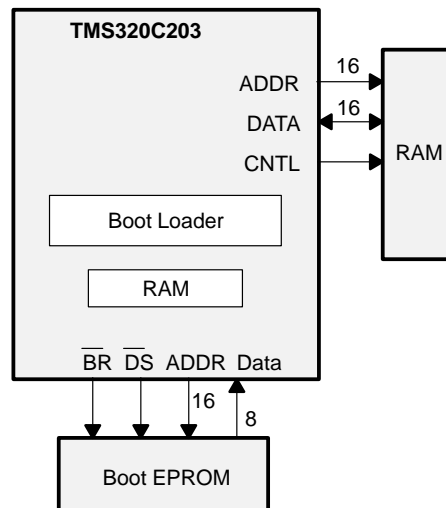 TMS320C203
ADDR
16
DATA
16
CNTL
RAM
Boot Loader
RAM
BR DS ADDR Data
16
8
Boot EPROM